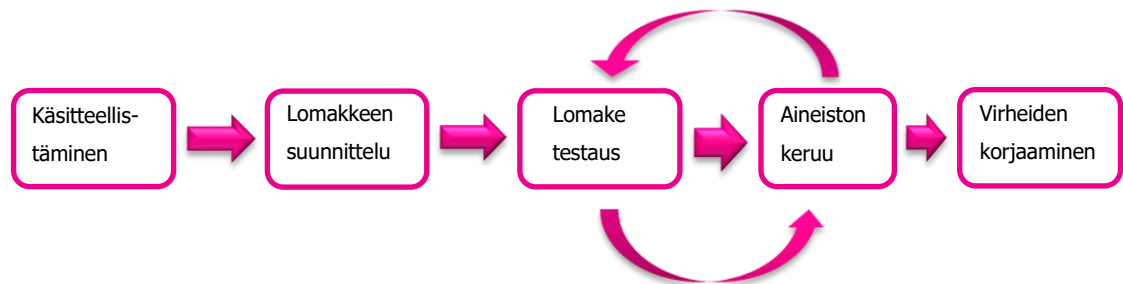 Käsitteellis-
täminen
Lomakkeen
suunnittelu
Lomake
testaus
Aineiston
keruu
Virheiden
korjaaminen